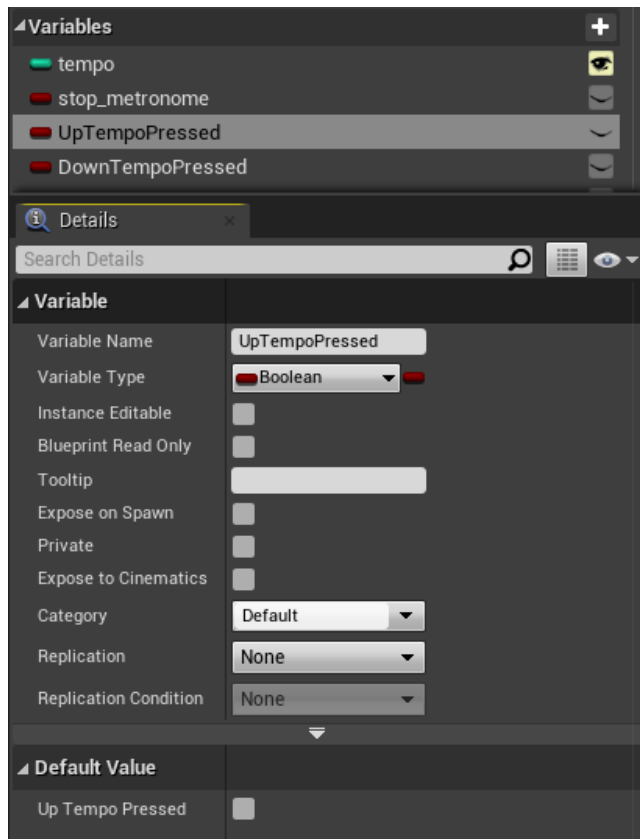 Variables
tempo
stop_metronome
UpTempoPressed
DownTempoPressed
Details
Search Details
Variable
Variable Name UpTempoPressed
Variable Type Boolean
Instance Editable
Blueprint Read Only
Tooltip
Expose on Spawn
Private
Expose to Cinematics
Category Default
Replication None
Replication Condition None
Default Value
Up Tempo Pressed